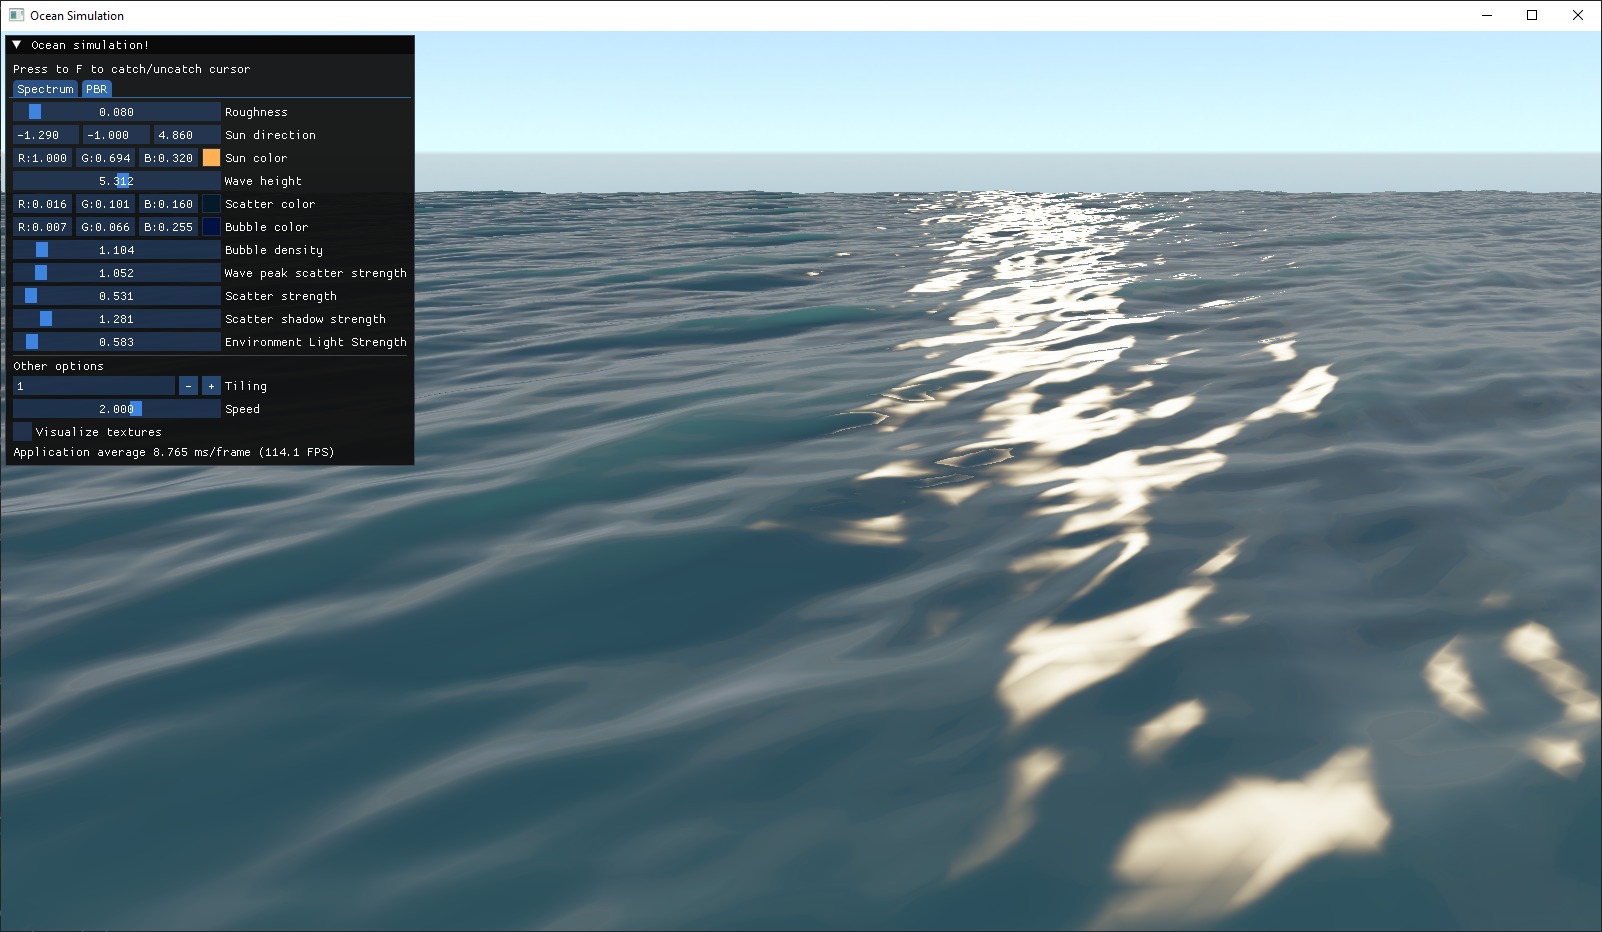 Ocean Simulation
Ocean simulation!
Press to F to catch/uncatch cursor
Spectrum PBR
0.080 Roughness
-1.290 -1.000 4.860 Sun direction
R:1.000 G:0.694 B:0.320 Sun color
5.312 Wave height
R:0.016 G:0.101 B:0.160 Scatter color
R:0.007 G:0.066 B:0.255 Bubble color
1.104 Bubble density
1.052 Wave peak scatter strength
0.531 Scatter strength
1.281 Scatter shadow strength
0.583 Environment Light Strength
Other options
1 - + Tiling
2.000 Speed
Visualize textures
Application average 8.765 ms/frame (114.1 FPS)